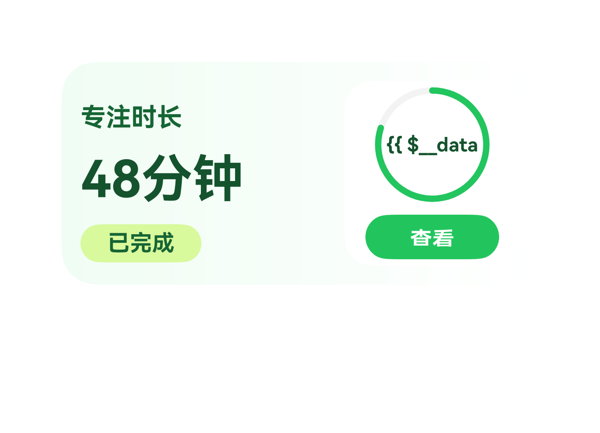 专注时长
48分钟
已完成
{{ $__data
查看